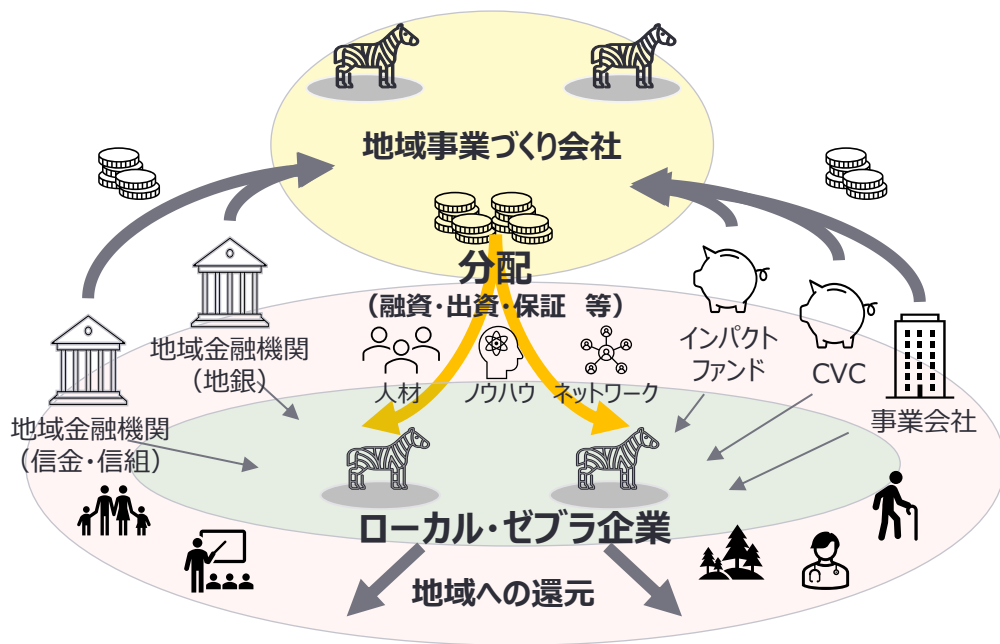 地域事業づくり会社
分配
（融資・出資・保証 等）
地域金融機関
（地銀）
地域金融機関
（信金・信組）
人材
ノウハウ
ネットワーク
インパクト
ファンド
CVC
事業会社
ローカル・ゼブラ企業
地域への還元